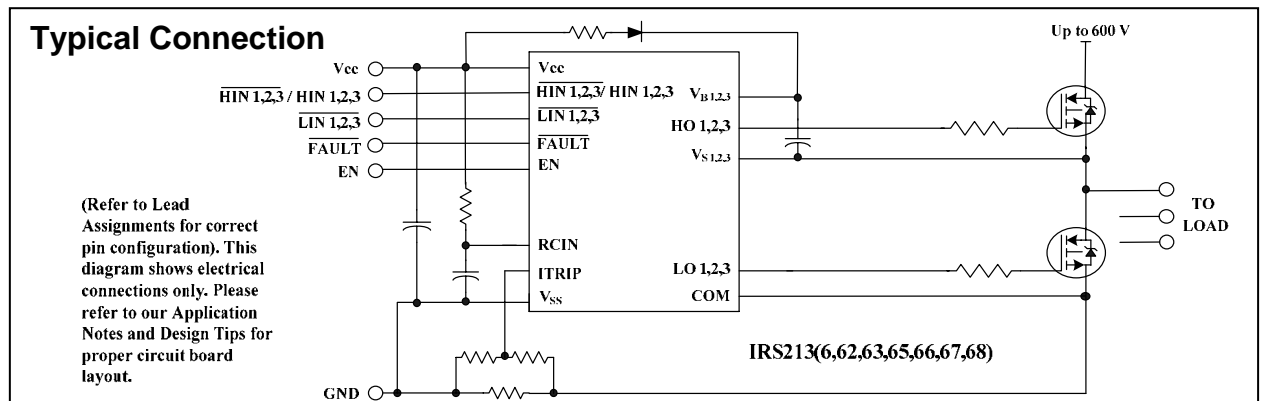 Typical Connection
Up to 600 V
Vcc
HIN 1,2,3 / HIN 1,2,3
LIN 1,2,3
FAULT
EN
Vcc
HIN 1,2,3/ HIN 1,2,3
LIN 1,2,3
FAULT
EN
RCIN
ITRIP
VSS
VB 1,2,3
HO 1,2,3
VS 1,2,3
LO 1,2,3
COM
TO
LOAD
(Refer to Lead
Assignments for correct
pin configuration). This
diagram shows electrical
connections only. Please
refer to our Application
Notes and Design Tips for
proper circuit board
layout.
IRS213(6,62,63,65,66,67,68)
GND